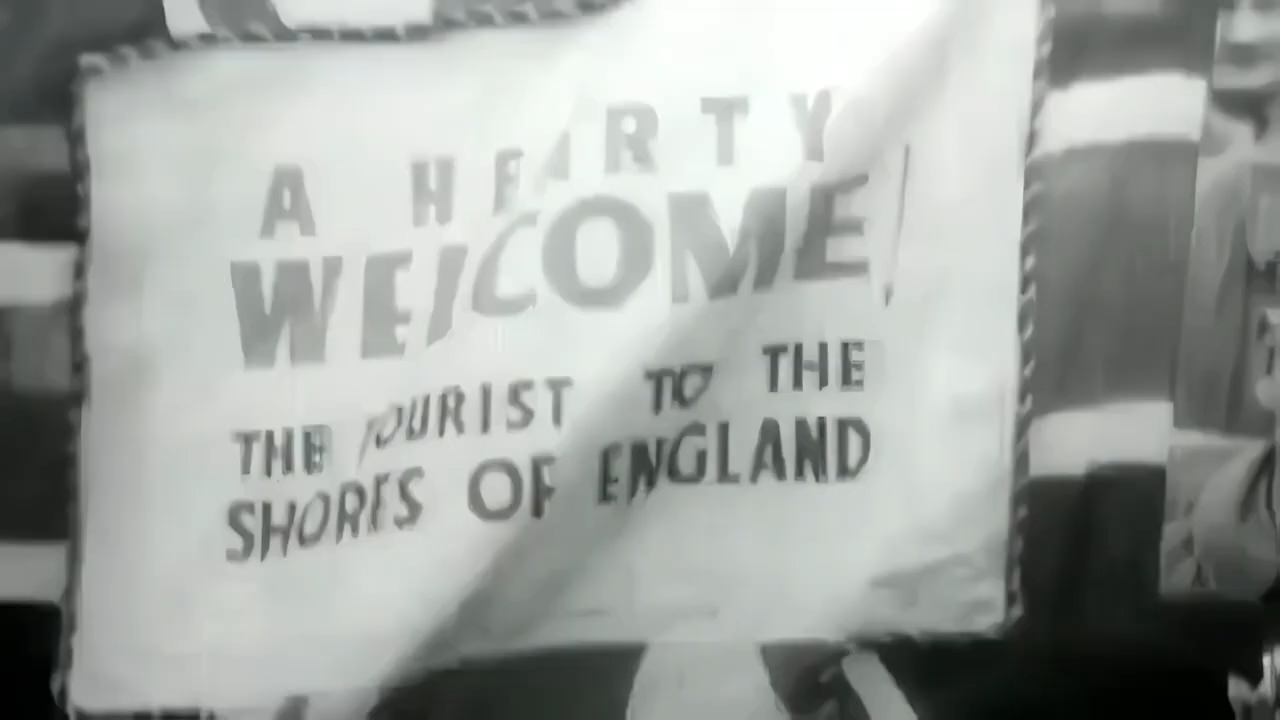 A HEARTY
WELCOME!
THE TOURIST TO THE
SHORES OF ENGLAND